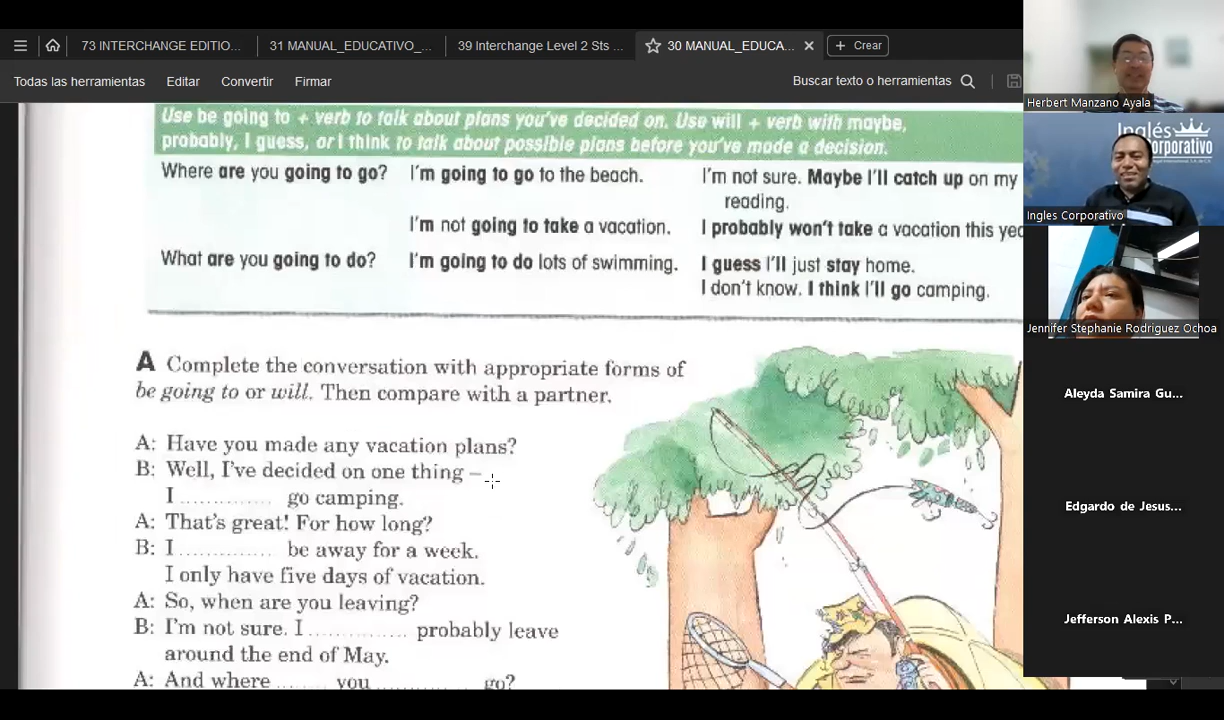 73 INTERCHANGE EDITIO...
31 MANUAL_EDUCATIVO_...
39 Interchange Level 2 Sts ...
30 MANUAL_EDUCA...
Crear
Todas las herramientas
Editar
Convertir
Firmar
Buscar texto o herramientas
Use be going to + verb to talk about plans you've decided on. Use will + verb with maybe,
probably, I guess, or I think to talk about possible plans before you've made a decision.
Where are you going to go?
I'm going to go to the beach.
I'm not sure. Maybe I'll catch up on my
reading.
I'm not going to take a vacation.
I probably won't take a vacation this yea
What are you going to do?
I'm going to do lots of swimming.
I guess I'll just stay home.
I don't know. I think I'll go camping.
A Complete the conversation with appropriate forms of
be going to or will. Then compare with a partner.
A: Have you made any vacation plans?
B: Well, I've decided on one thing –
I .............. go camping.
A: That's great! For how long?
B: I .............. be away for a week.
I only have five days of vacation.
A: So, when are you leaving?
B: I'm not sure. I .............. probably leave
around the end of May.
A: And where ........ you .............. go?
Herbert Manzano Ayala
Inglés
Corporativo
Ingles Corporativo
Jennifer Stephanie Rodriguez Ochoa
Aleyda Samira Gu...
Edgardo de Jesus...
Jefferson Alexis P...